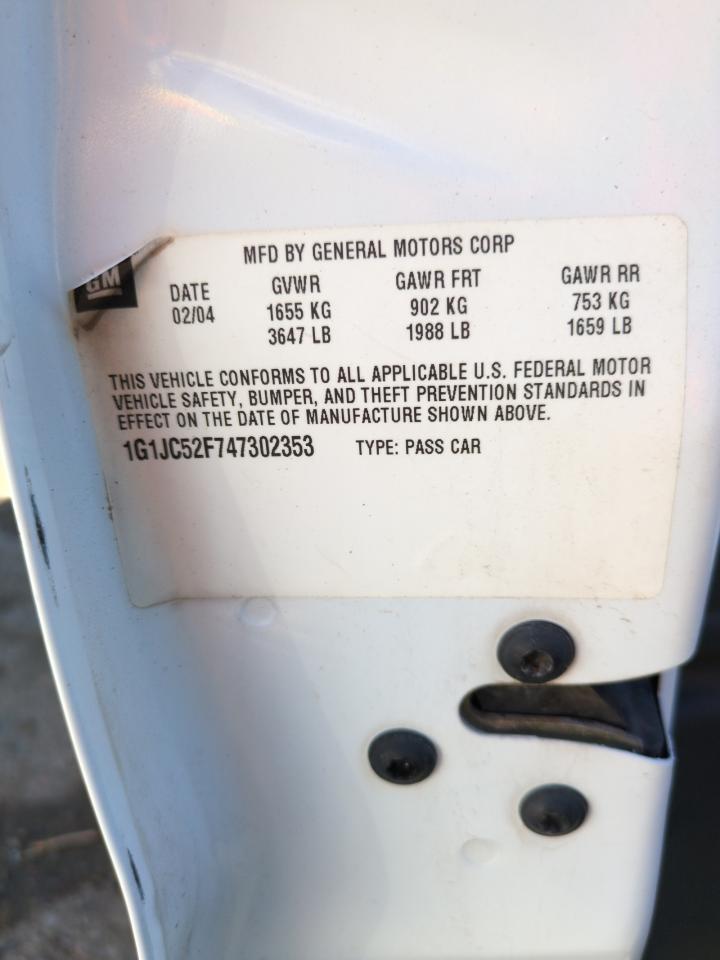 GM
MFD BY GENERAL MOTORS CORP
DATE GVWR GAWR FRT GAWR RR
02/04 1655 KG 902 KG 753 KG
3647 LB 1988 LB 1659 LB
THIS VEHICLE CONFORMS TO ALL APPLICABLE U.S. FEDERAL MOTOR
VEHICLE SAFETY, BUMPER, AND THEFT PREVENTION STANDARDS IN
EFFECT ON THE DATE OF MANUFACTURE SHOWN ABOVE.
1G1JC52F747302353 TYPE: PASS CAR